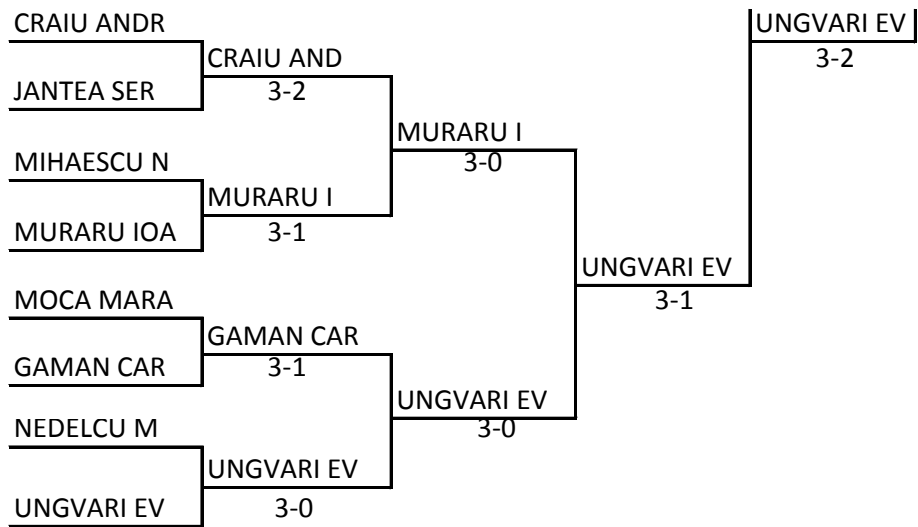 CRAIU ANDR
UNGVARI EV
CRAIU AND
3-2
JANTEA SER
3-2
MURARU I
MIHAESCU N
3-0
MURARU I
MURARU IOA
3-1
UNGVARI EV
MOCA MARA
3-1
GAMAN CAR
GAMAN CAR
3-1
UNGVARI EV
NEDELCU M
3-0
UNGVARI EV
UNGVARI EV
3-0